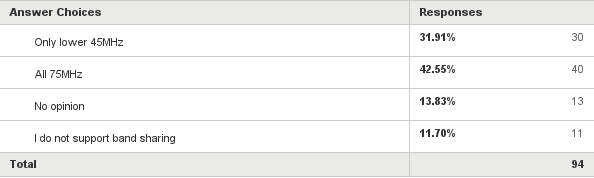 Answer Choices Responses
Only lower 45MHz 31.91% 30
All 75MHz 42.55% 40
No opinion 13.83% 13
I do not support band sharing 11.70% 11
Total 94